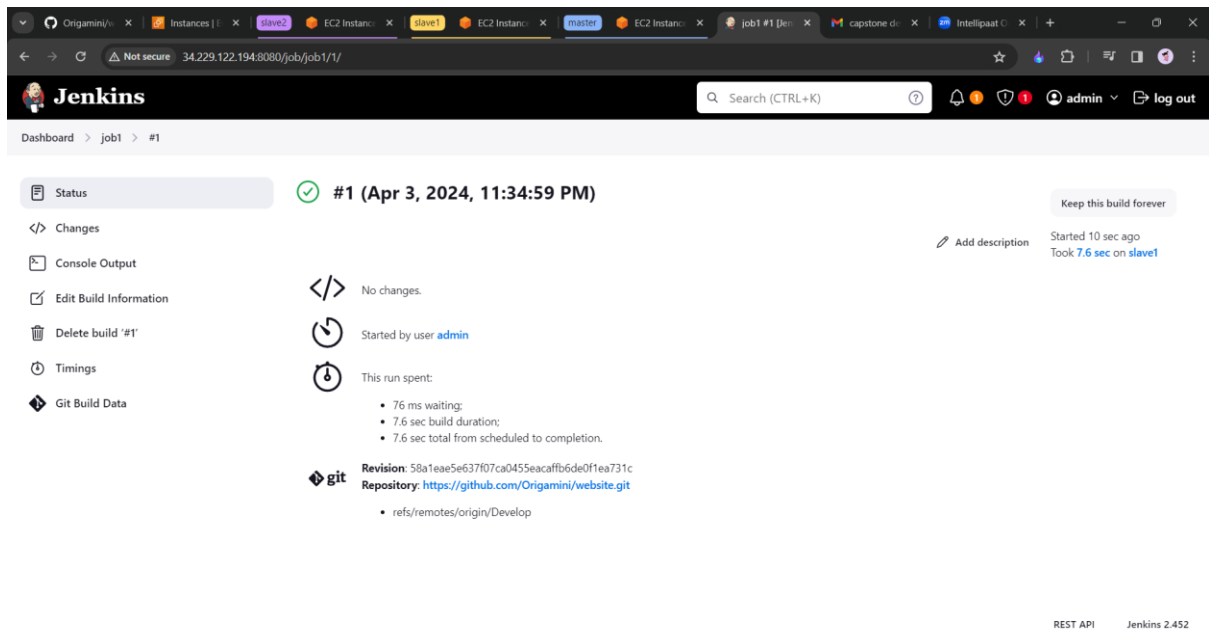 Origamini/w
Instances | E
slave2
EC2 Instanc
slave1
EC2 Instanc
master
EC2 Instanc
job1 #1 [Jen
capstone de
zm
Intellipaat O
Not secure
34.229.122.194:8080/job/job1/1/
Jenkins
Search (CTRL+K)
1
1
admin
log out
Dashboard > job1 > #1
Status
#1 (Apr 3, 2024, 11:34:59 PM)
Keep this build forever
Changes
Add description
Started 10 sec ago
Took 7.6 sec on slave1
Console Output
No changes.
Edit Build Information
Delete build '#1'
Started by user admin
Timings
This run spent:
Git Build Data
76 ms waiting;
7.6 sec build duration;
7.6 sec total from scheduled to completion.
git
Revision: 58a1eae5e637f07ca0455eacaffb6de0f1ea731c
Repository: https://github.com/Origamini/website.git
refs/remotes/origin/Develop
REST API
Jenkins 2.452